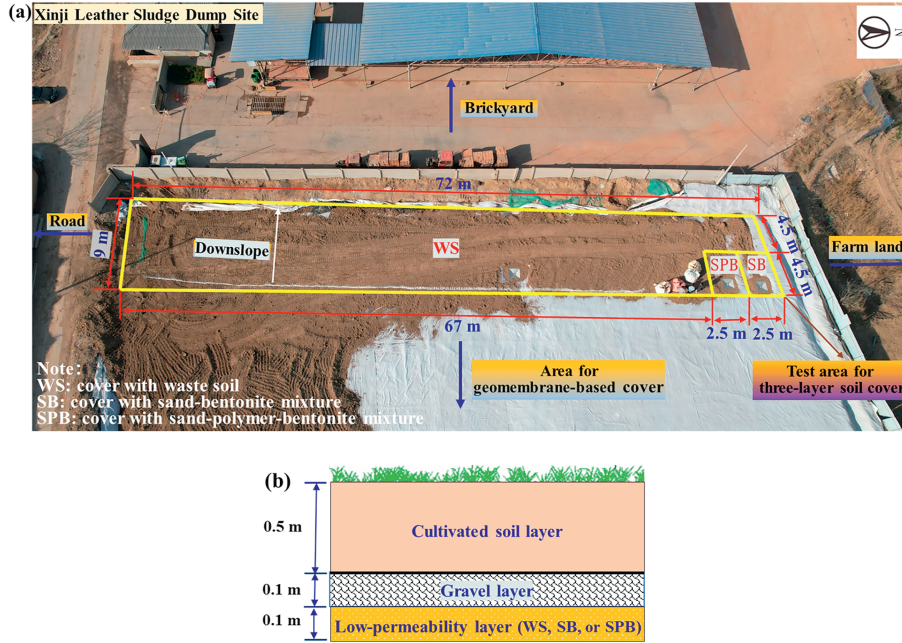 (a)
Xinji Leather Sludge Dump Site
N
Brickyard
72 m
Road
9 m
Downslope
WS
SPB
SB
4.5 m
4.5 m
Farm land
67 m
2.5 m
2.5 m
Note:
WS: cover with waste soil
SB: cover with sand-bentonite mixture
SPB: cover with sand-polymer-bentonite mixture
Area for
geomembrane-based cover
Test area for
three-layer soil cover
(b)
0.5 m
Cultivated soil layer
0.1 m
Gravel layer
0.1 m
Low-permeability layer (WS, SB, or SPB)